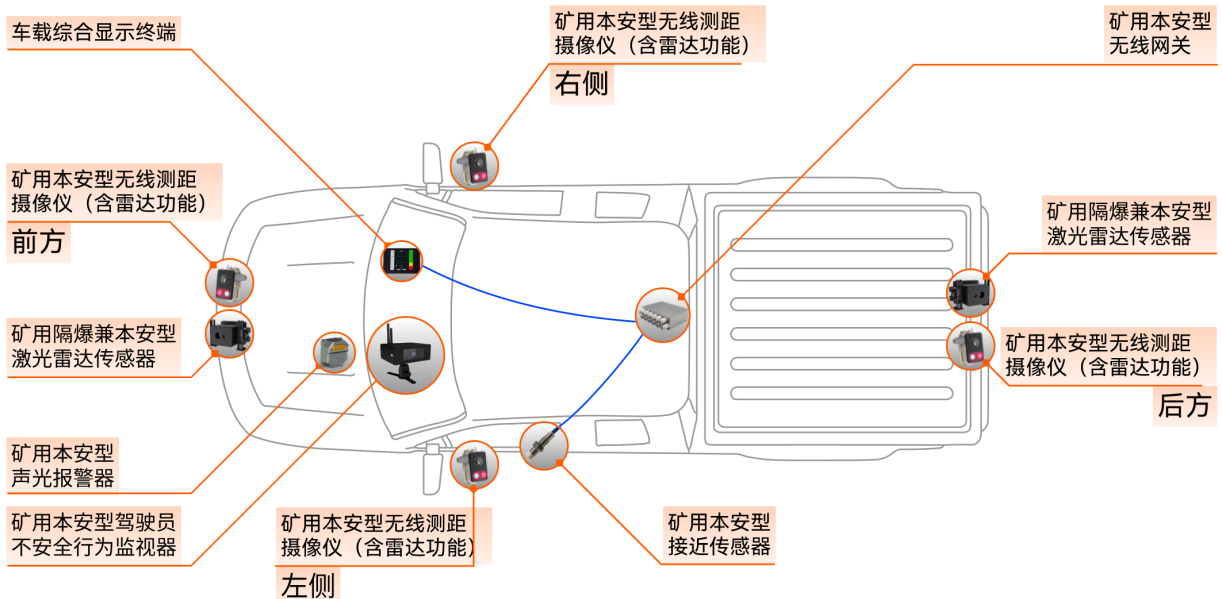 车载综合显示终端
矿用本安型无线测距
摄像仪（含雷达功能）
右侧
矿用本安型
无线网关
矿用本安型无线测距
摄像仪（含雷达功能）
前方
矿用隔爆兼本安型
激光雷达传感器
矿用隔爆兼本安型
激光雷达传感器
矿用本安型无线测距
摄像仪（含雷达功能）
后方
矿用本安型
声光报警器
矿用本安型驾驶员
不安全行为监视器
矿用本安型无线测距
摄像仪（含雷达功能）
左侧
矿用本安型
接近传感器